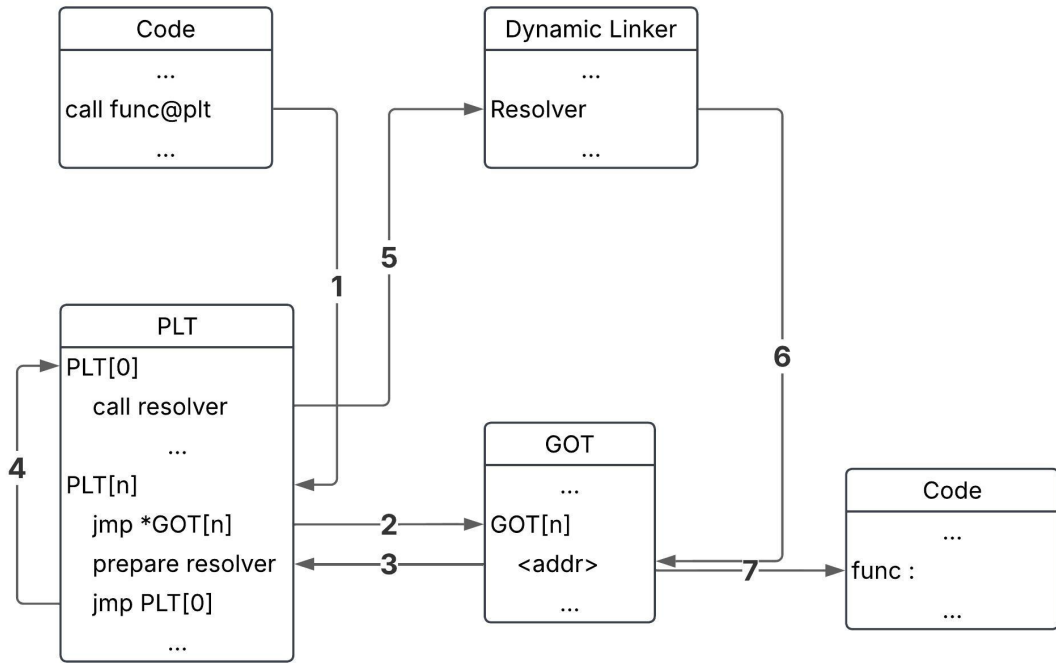 Code
...
call func@plt
...
Dynamic Linker
...
Resolver
...
1
5
6
PLT
PLT[0]
call resolver
...
PLT[n]
jmp *GOT[n]
prepare resolver
jmp PLT[0]
...
4
2
3
GOT
...
GOT[n]
<addr>
...
7
Code
...
func :
...